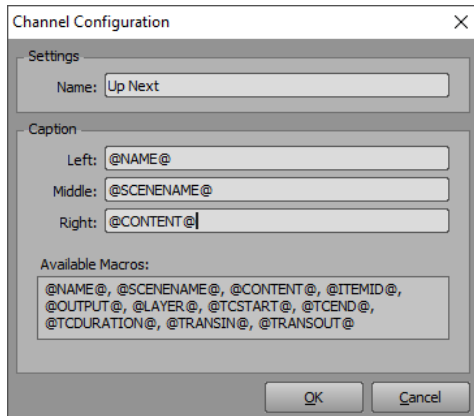 Channel Configuration
Settings
Name: Up Next
Caption
Left: @NAME@
Middle: @SCENENAME@
Right: @CONTENT@
Available Macros:
@NAME@, @SCENENAME@, @CONTENT@, @ITEMID@,
@OUTPUT@, @LAYER@, @TCSTART@, @TCEND@,
@TCDURATION@, @TRANSIN@, @TRANSOUT@
OK Cancel